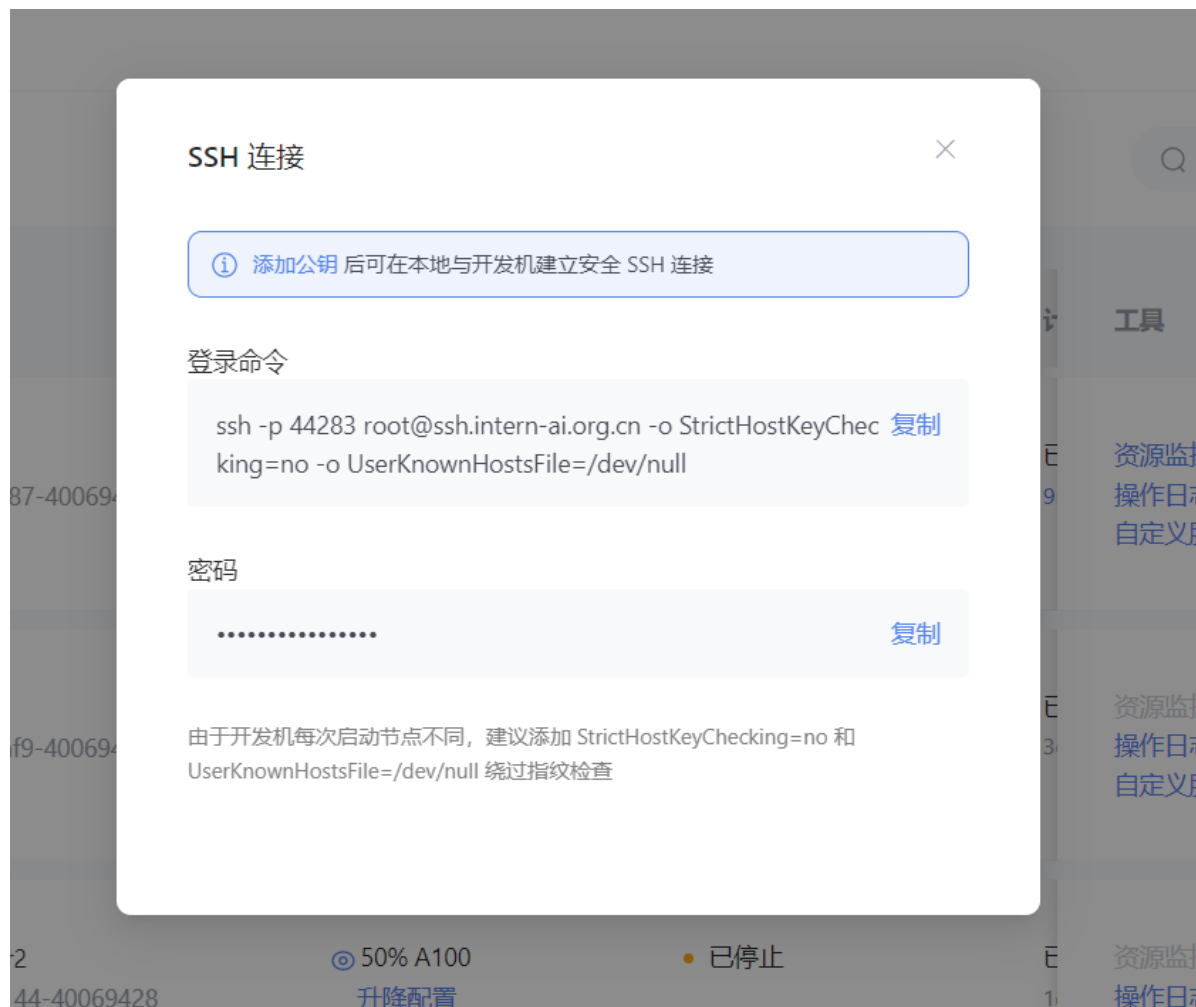 SSH 连接
添加公钥 后可在本地与开发机建立安全 SSH 连接
登录命令
ssh -p 44283 root@ssh.intern-ai.org.cn -o StrictHostKeyChec 复制
king=no -o UserKnownHostsFile=/dev/null
密码
•••••••••••••••• 复制
由于开发机每次启动节点不同，建议添加 StrictHostKeyChecking=no 和
UserKnownHostsFile=/dev/null 绕过指纹检查
工具
资源监
87-40069
9
操作日
自定义
资源监
f9-40069
操作日
自定义
50% A100
已停止
资源监
44-40069428
升降配置
操作日